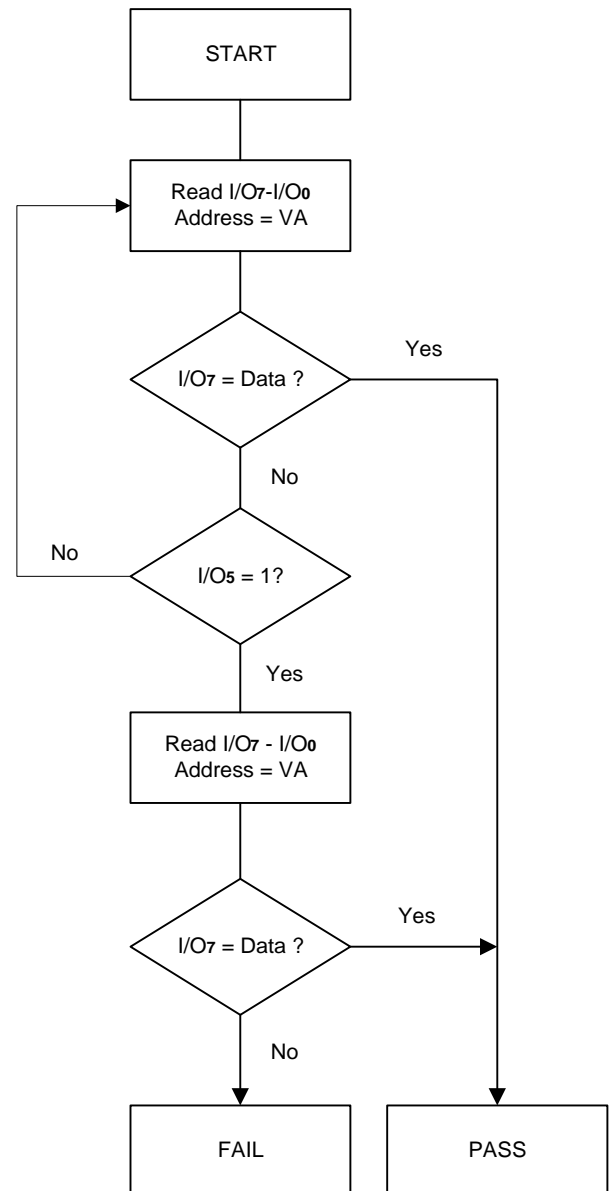 START
Read I/O7-I/O0
Address = VA
I/O7 = Data ?
Yes
No
No
I/O5 = 1?
Yes
Read I/O7 - I/O0
Address = VA
I/O7 = Data ?
Yes
No
FAIL
PASS